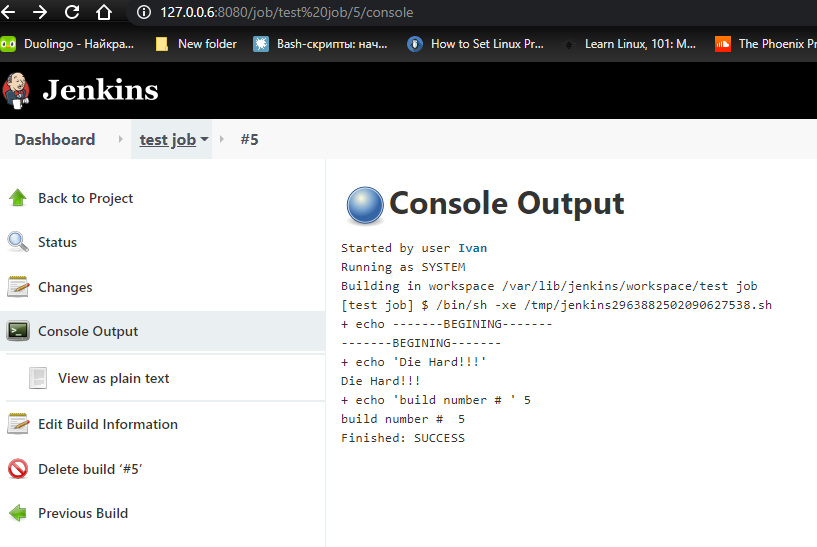 127.0.0.6:8080/job/test%20job/5/console
Duolingo - Найкра...
New folder
Bash-скрипты: нач...
How to Set Linux Pr...
Learn Linux, 101: M...
The Phoenix Pr
Jenkins
Dashboard
test job
#5
Back to Project
Status
Changes
Console Output
View as plain text
Edit Build Information
Delete build ‘#5’
Previous Build
Console Output
Started by user Ivan
Running as SYSTEM
Building in workspace /var/lib/jenkins/workspace/test job
[test job] $ /bin/sh -xe /tmp/jenkins2963882502090627538.sh
+ echo -------BEGINING-------
-------BEGINING-------
+ echo 'Die Hard!!!'
Die Hard!!!
+ echo 'build number # ' 5
build number #  5
Finished: SUCCESS